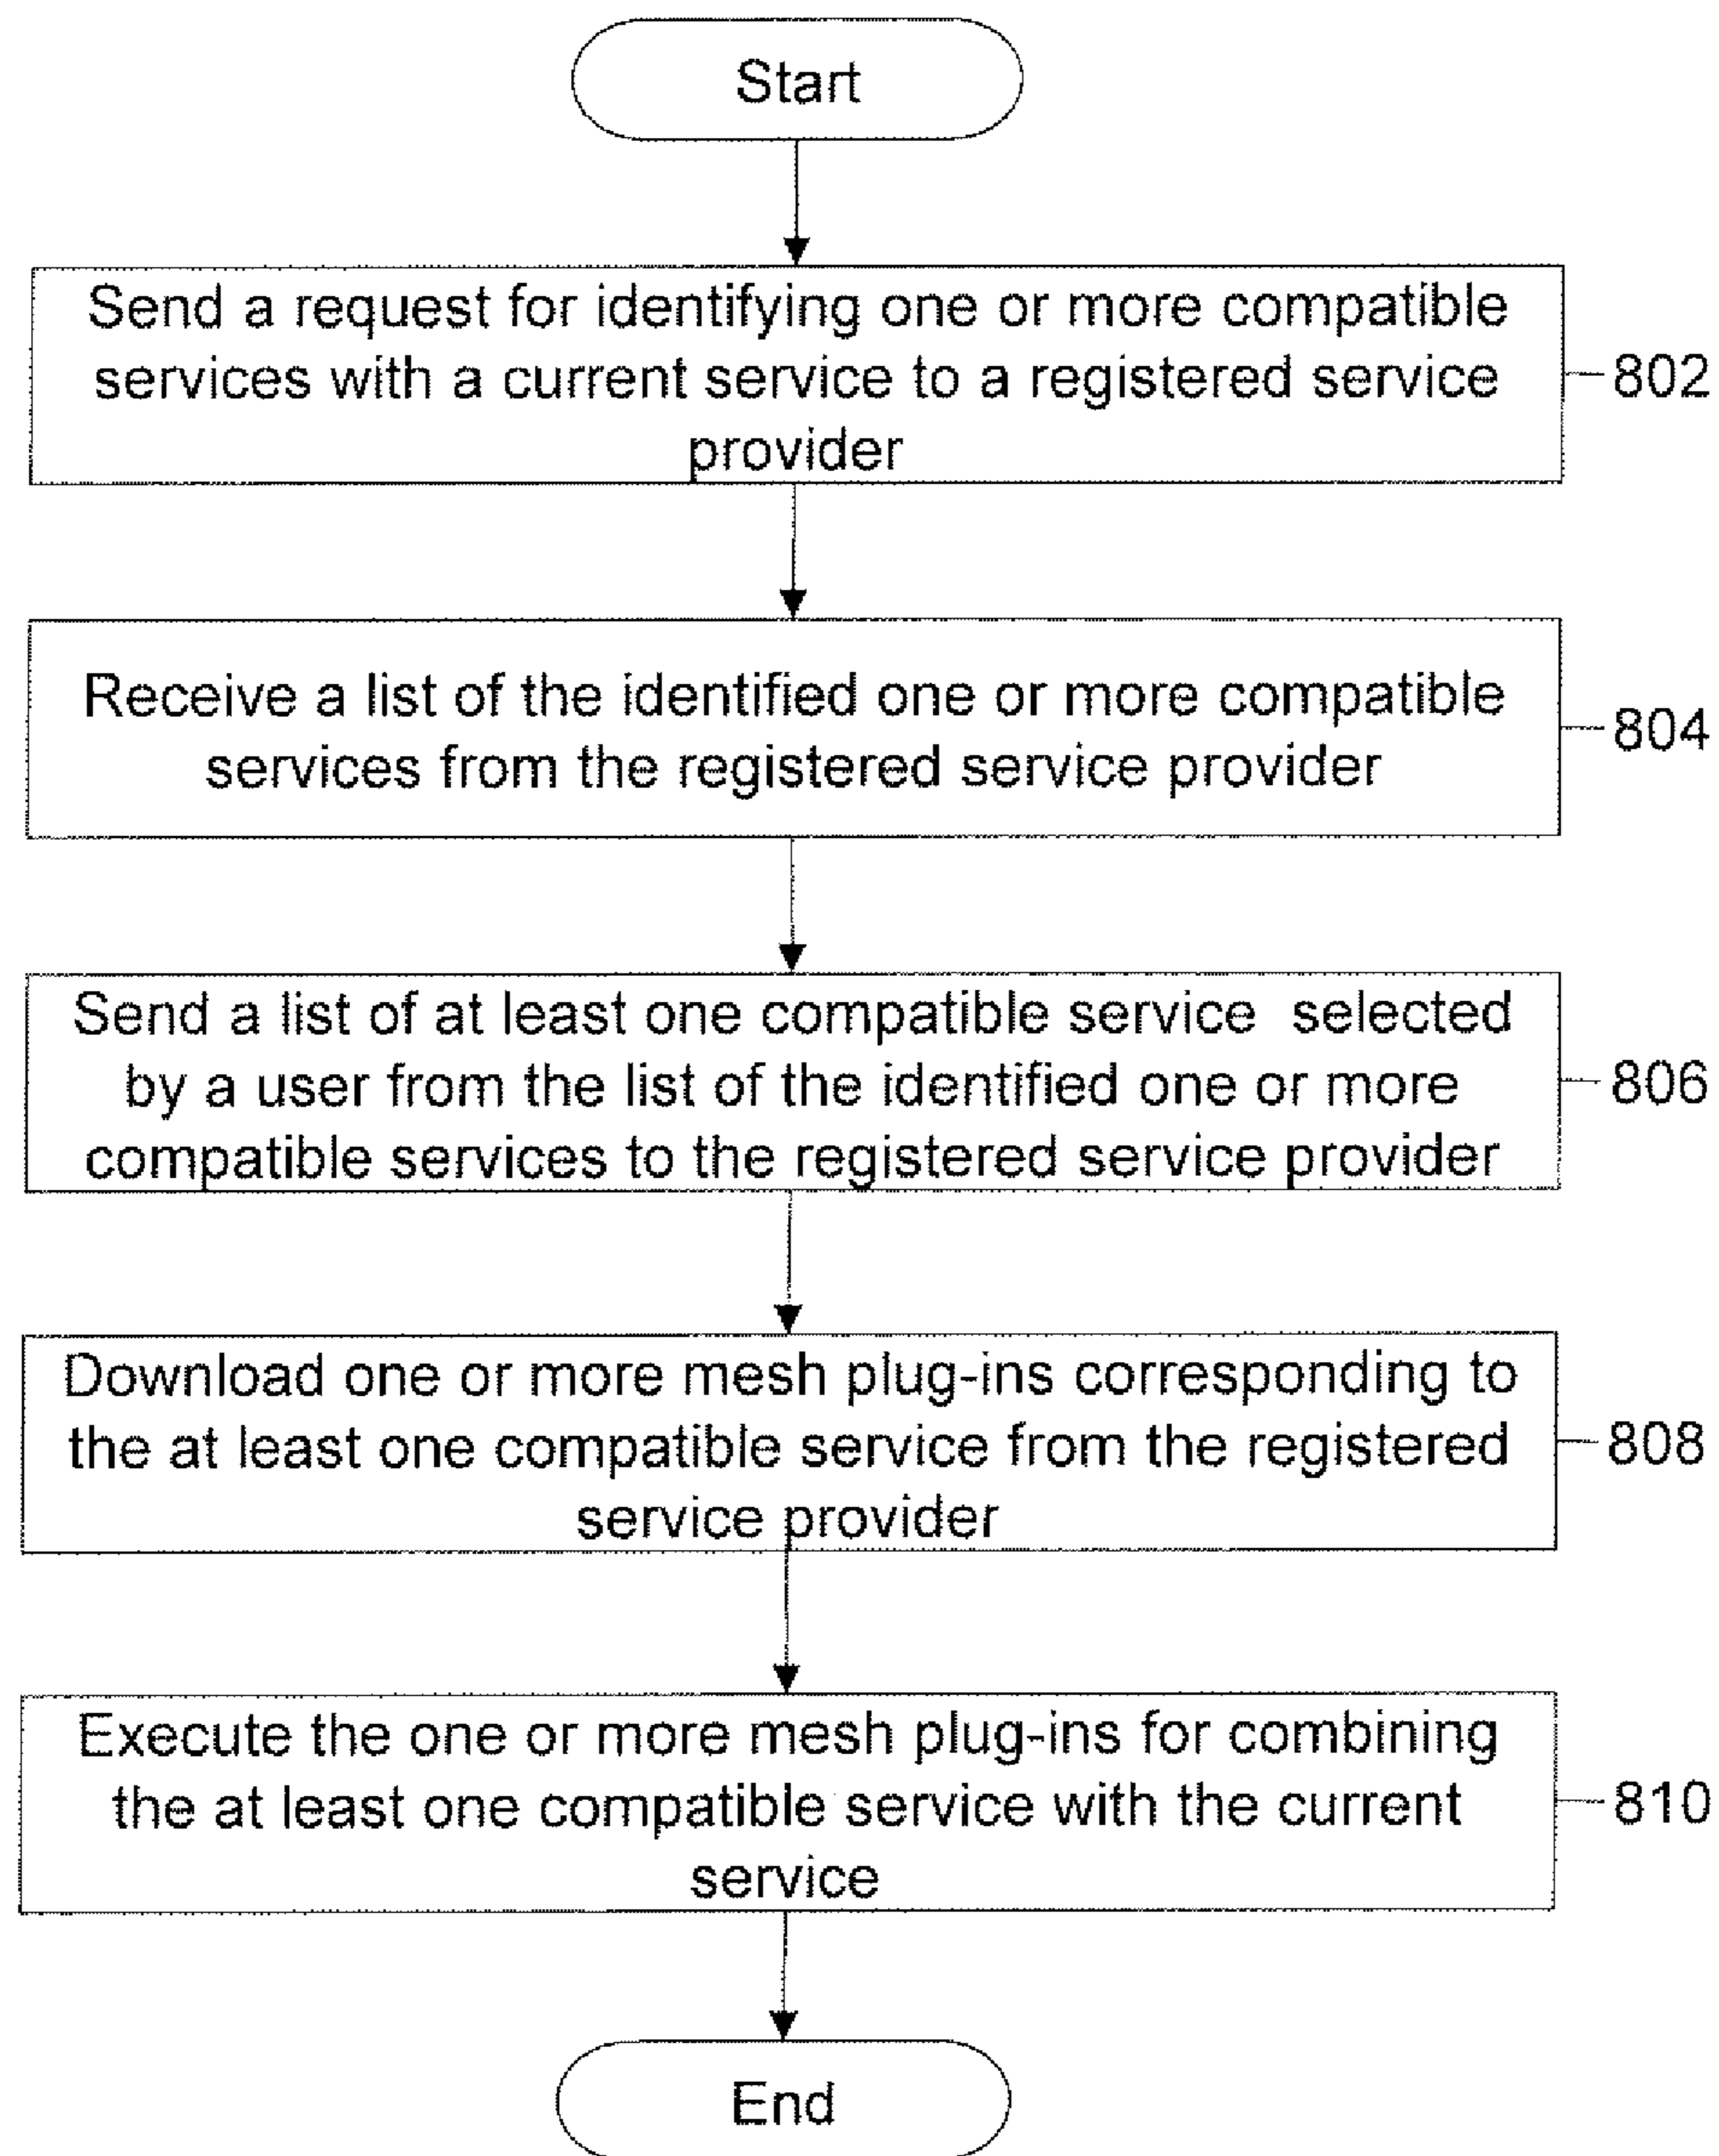 Start
Send a request for identifying one or more compatible
services with a current service to a registered service
provider
802
Receive a list of the identified one or more compatible
services from the registered service provider
804
Send a list of at least one compatible service selected
by a user from the list of the identified one or more
compatible services to the registered service provider
806
Download one or more mesh plug-ins corresponding to
the at least one compatible service from the registered
service provider
808
Execute the one or more mesh plug-ins for combining
the at least one compatible service with the current
service
810
End